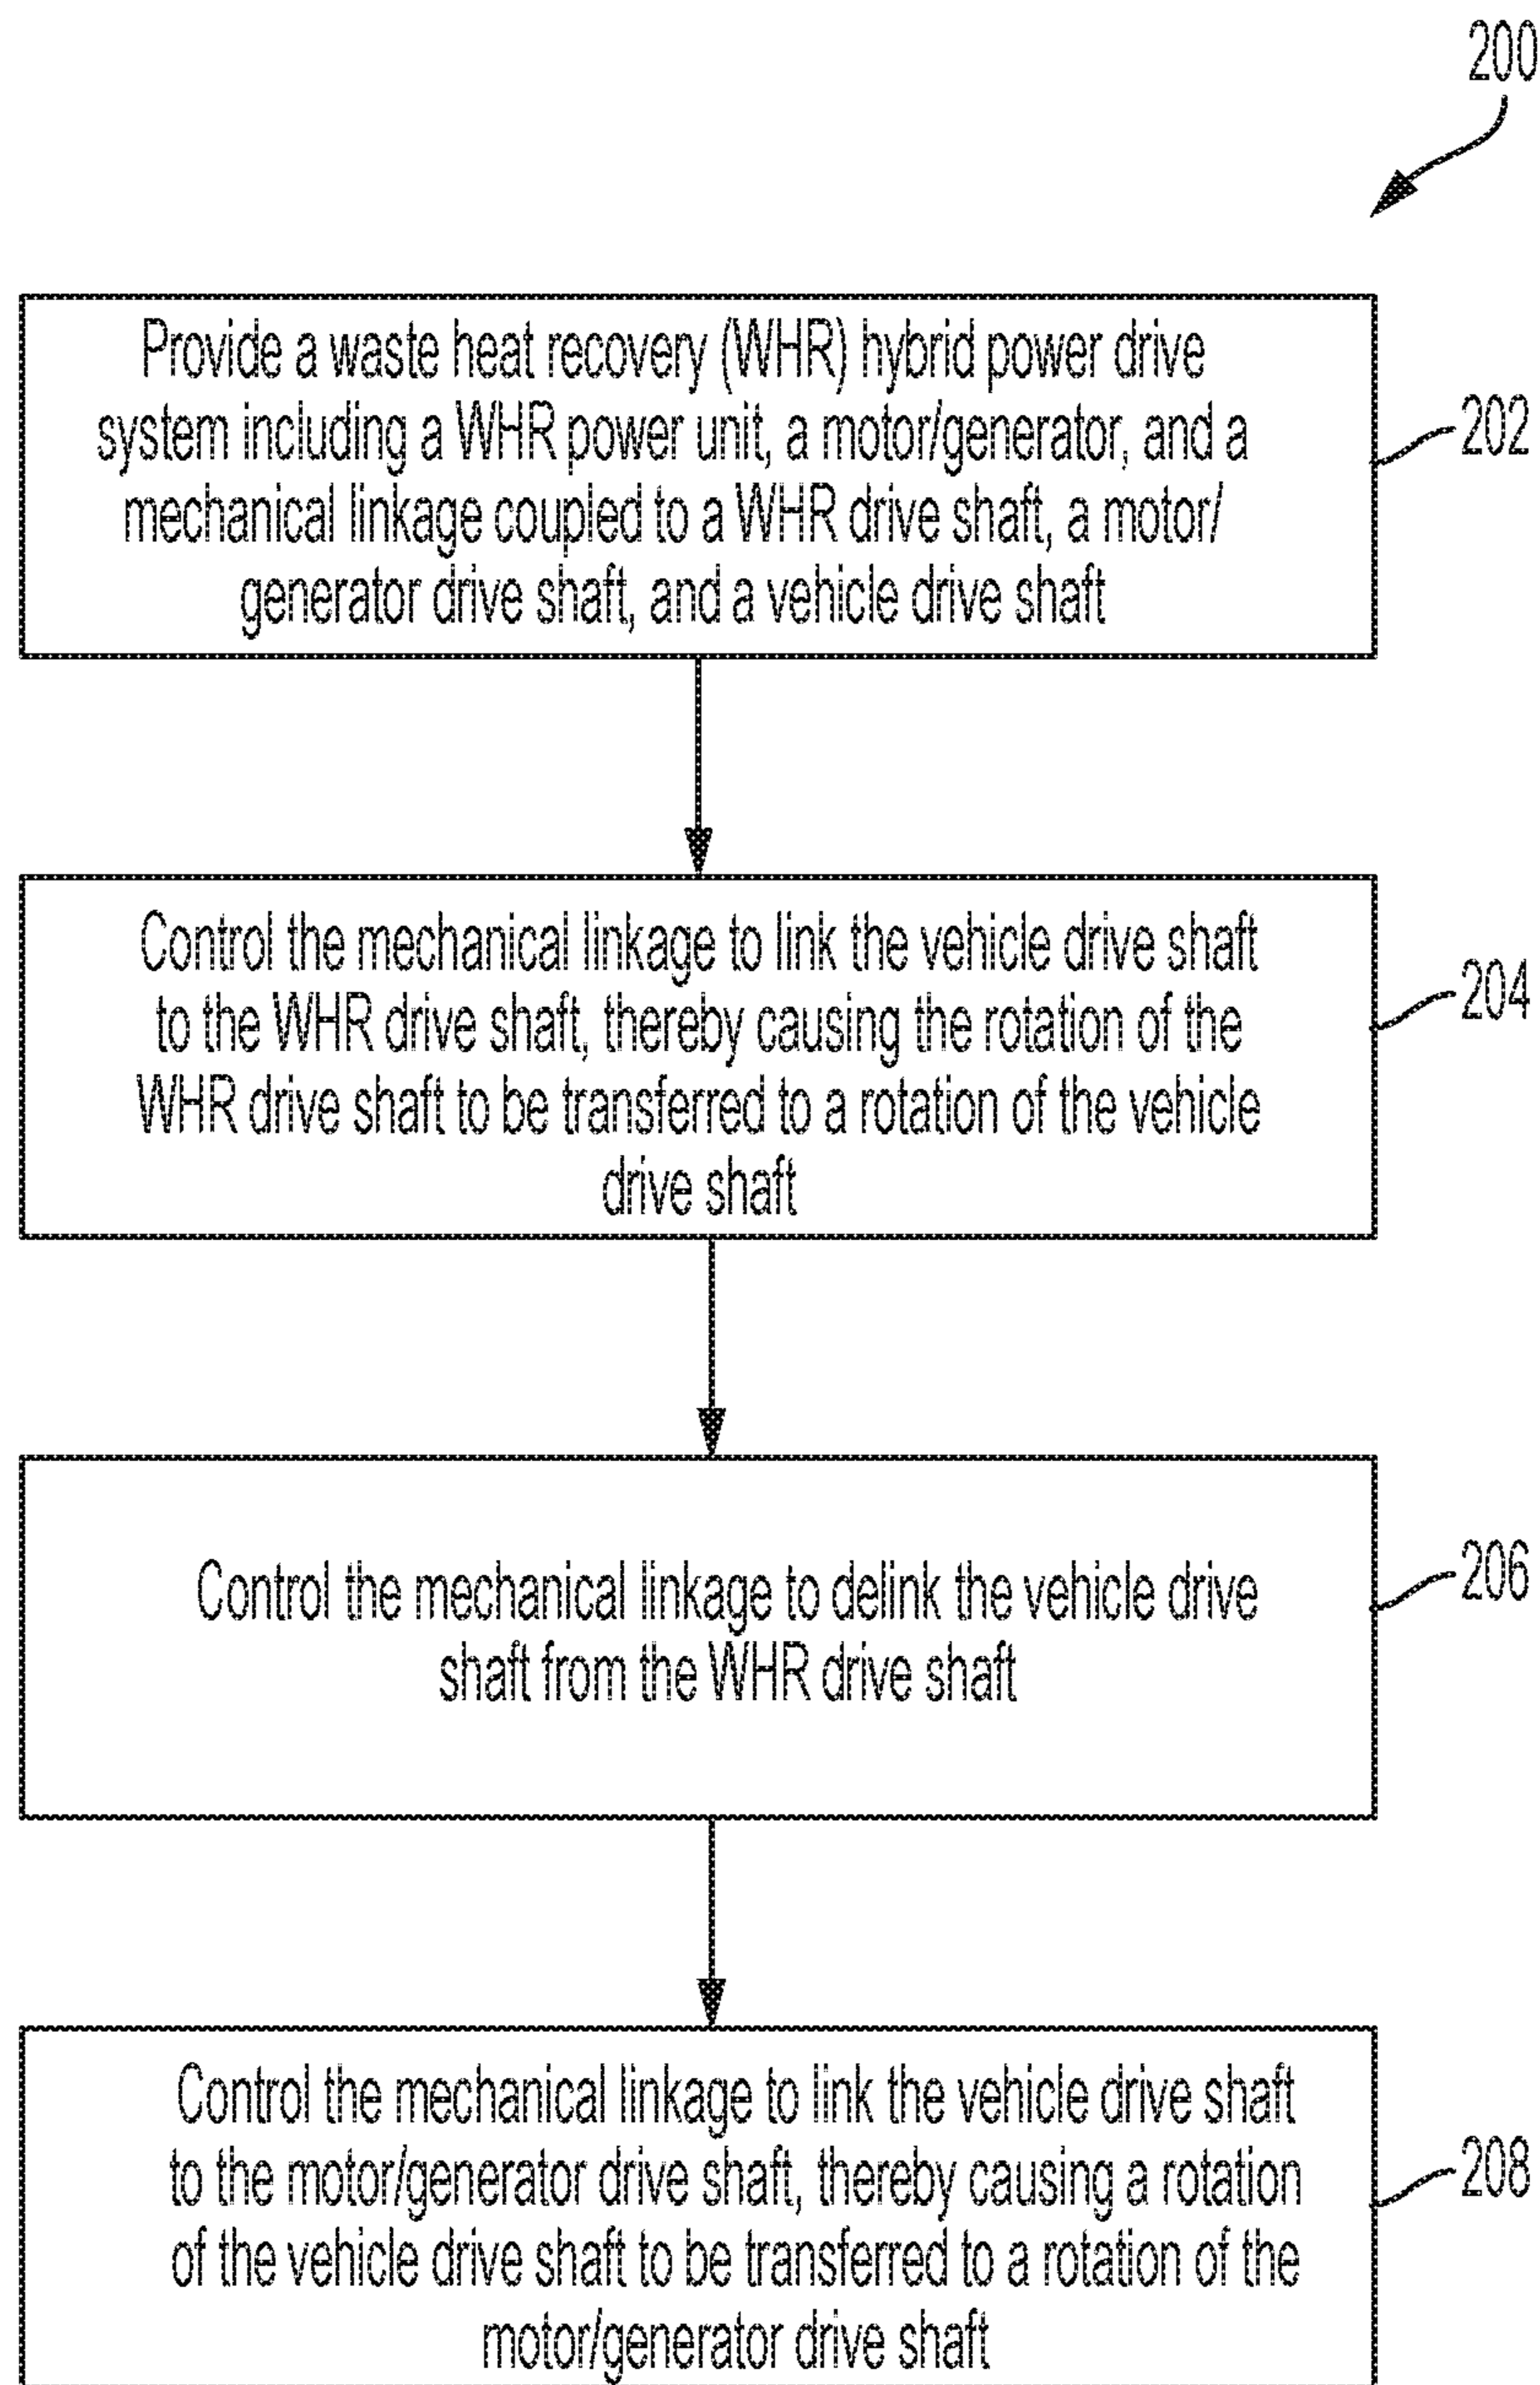 200
Provide a waste heat recovery (WHR) hybrid power drive
system including a WHR power unit, a motor/generator, and a
mechanical linkage coupled to a WHR drive shaft, a motor/
generator drive shaft, and a vehicle drive shaft
202
Control the mechanical linkage to link the vehicle drive shaft
to the WHR drive shaft, thereby causing the rotation of the
WHR drive shaft to be transferred to a rotation of the vehicle
drive shaft
204
Control the mechanical linkage to delink the vehicle drive
shaft from the WHR drive shaft
206
Control the mechanical linkage to link the vehicle drive shaft
to the motor/generator drive shaft, thereby causing a rotation
of the vehicle drive shaft to be transferred to a rotation of the
motor/generator drive shaft
208